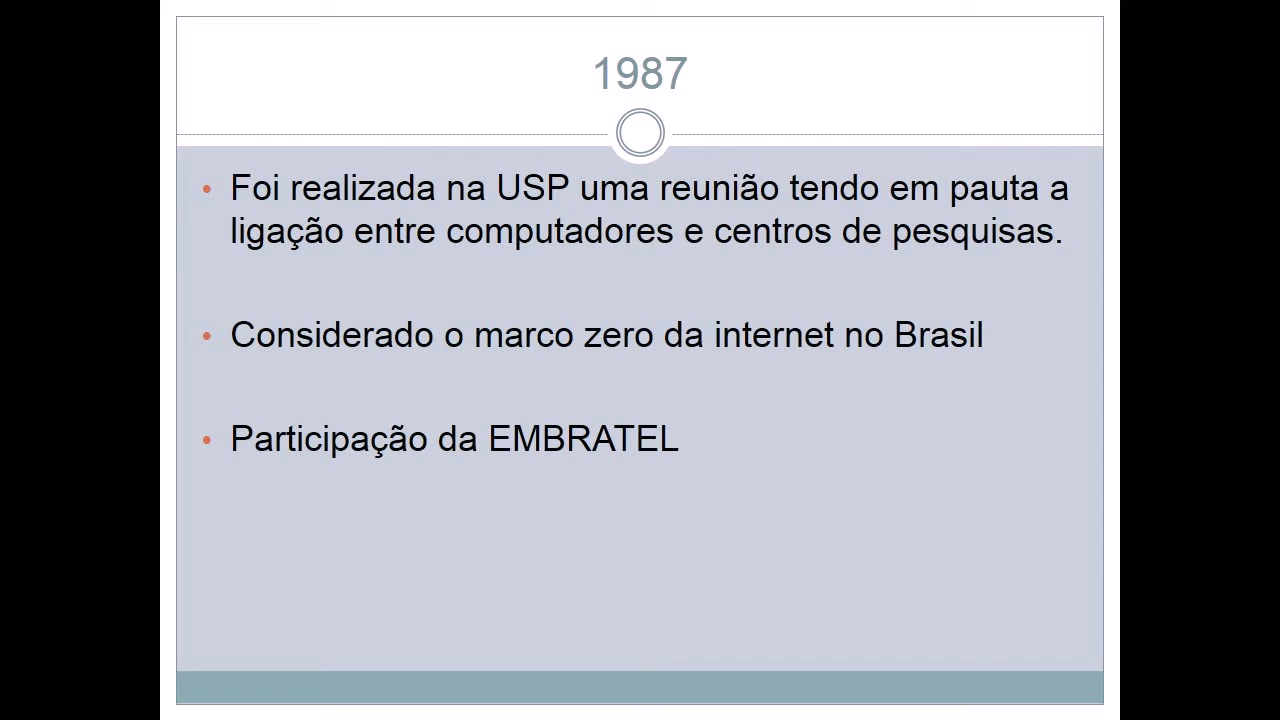 1987
• Foi realizada na USP uma reunião tendo em pauta a
ligação entre computadores e centros de pesquisas.
• Considerado o marco zero da internet no Brasil
• Participação da EMBRATEL